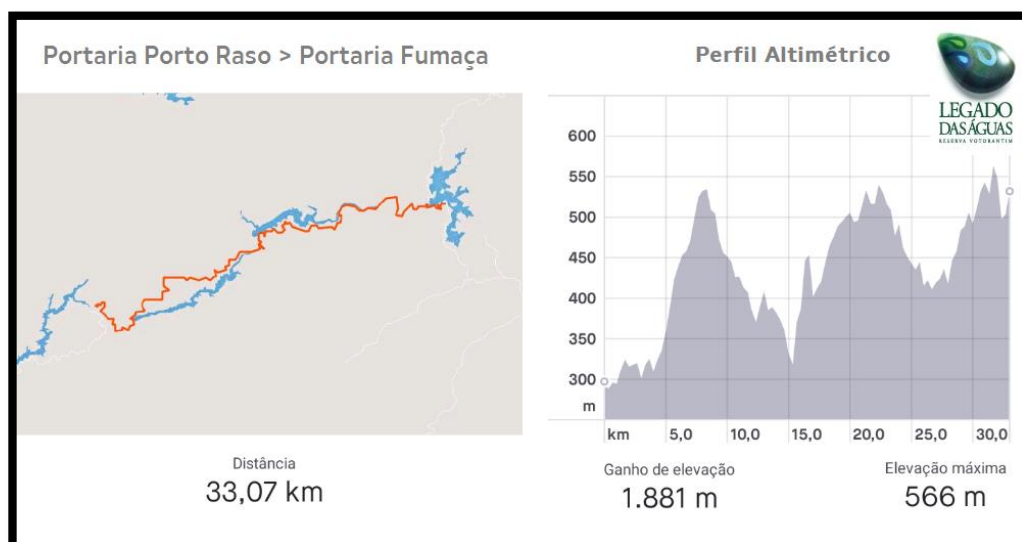 Portaria Porto Raso > Portaria Fumaça
Perfil Altimétrico
LEGADO
DAS ÁGUAS
RESERVA VOTORANTIM
600
550
500
450
400
350
300
m
km 5,0 10,0 15,0 20,0 25,0 30,0
Distância
33,07 km
Ganho de elevação
1.881 m
Elevação máxima
566 m